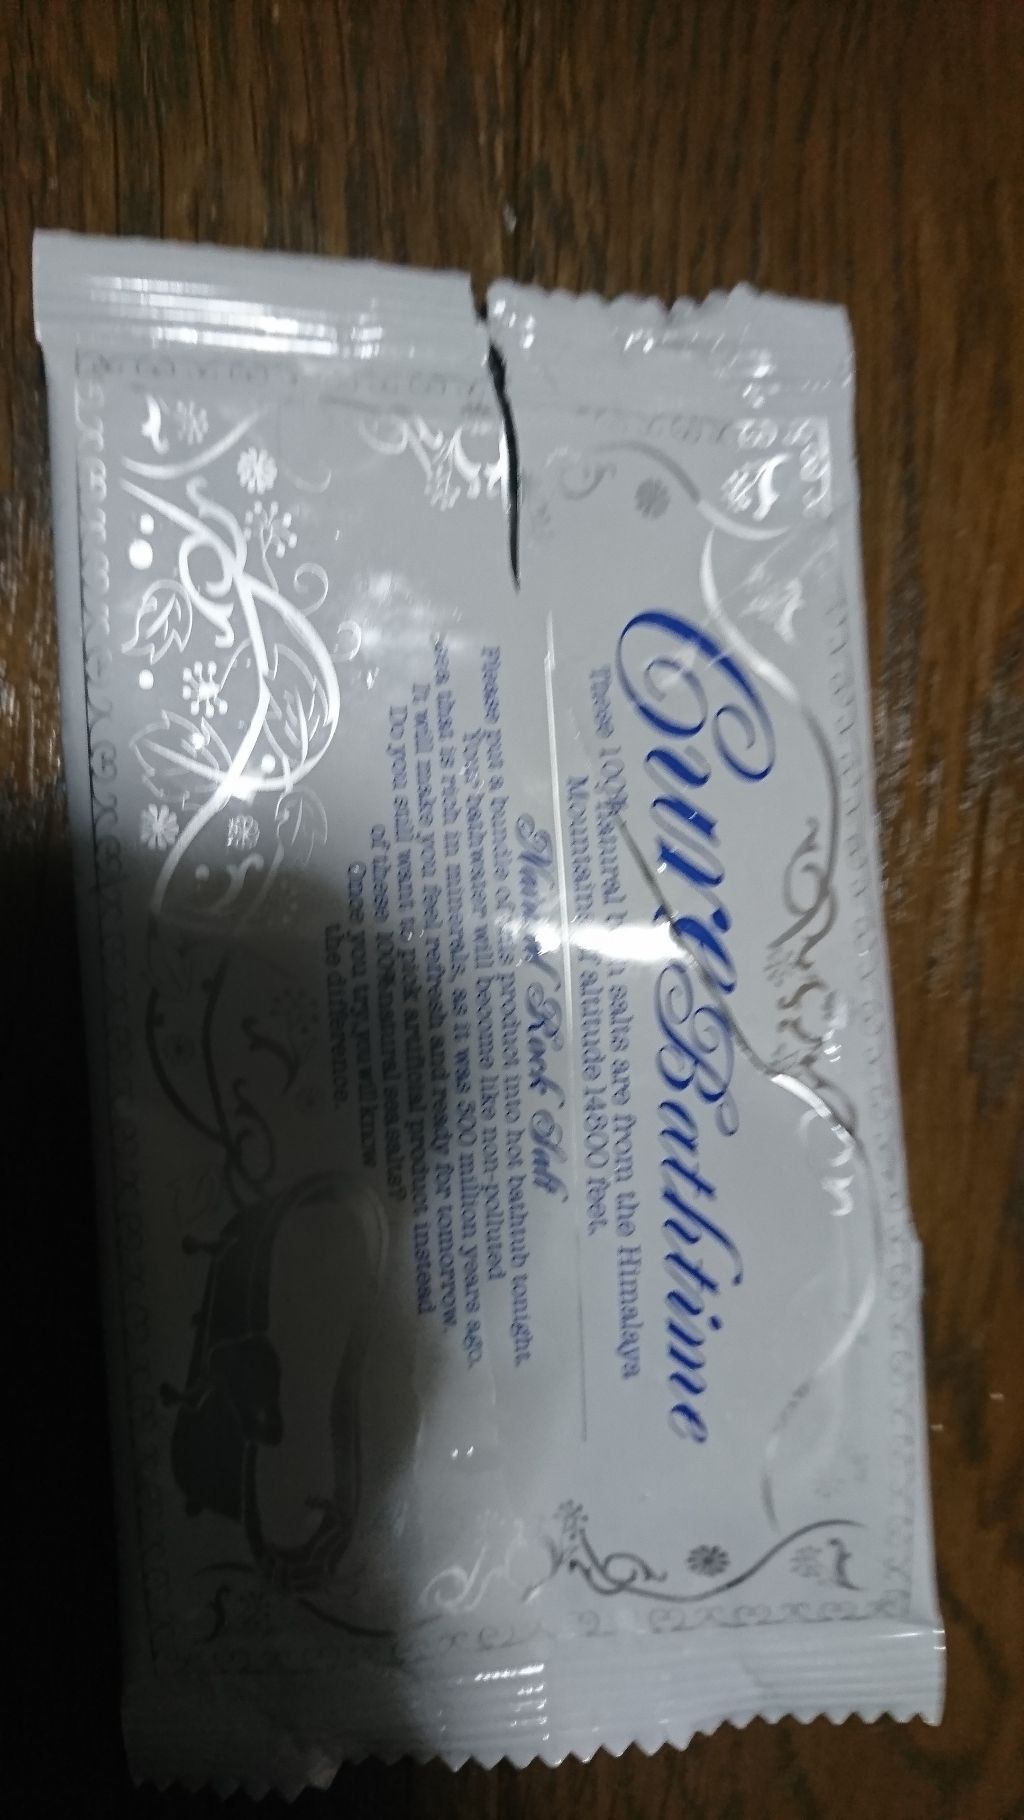 Cure Bathtime
These 100% natural bath salts are from the Himalaya
Mountains of altitude 14800 feet.
Mineral Rock Salt
Please put a bundle of this product into hot bathtub tonight.
Your bathwater will become like non-polluted
that is rich in minerals, as it was 500 million years ago.
It will make you feel refresh and ready for tomorrow.
Do you still want to pick artificial product instead
of these 100% natural sea salts?
Once you try you will know
the difference.